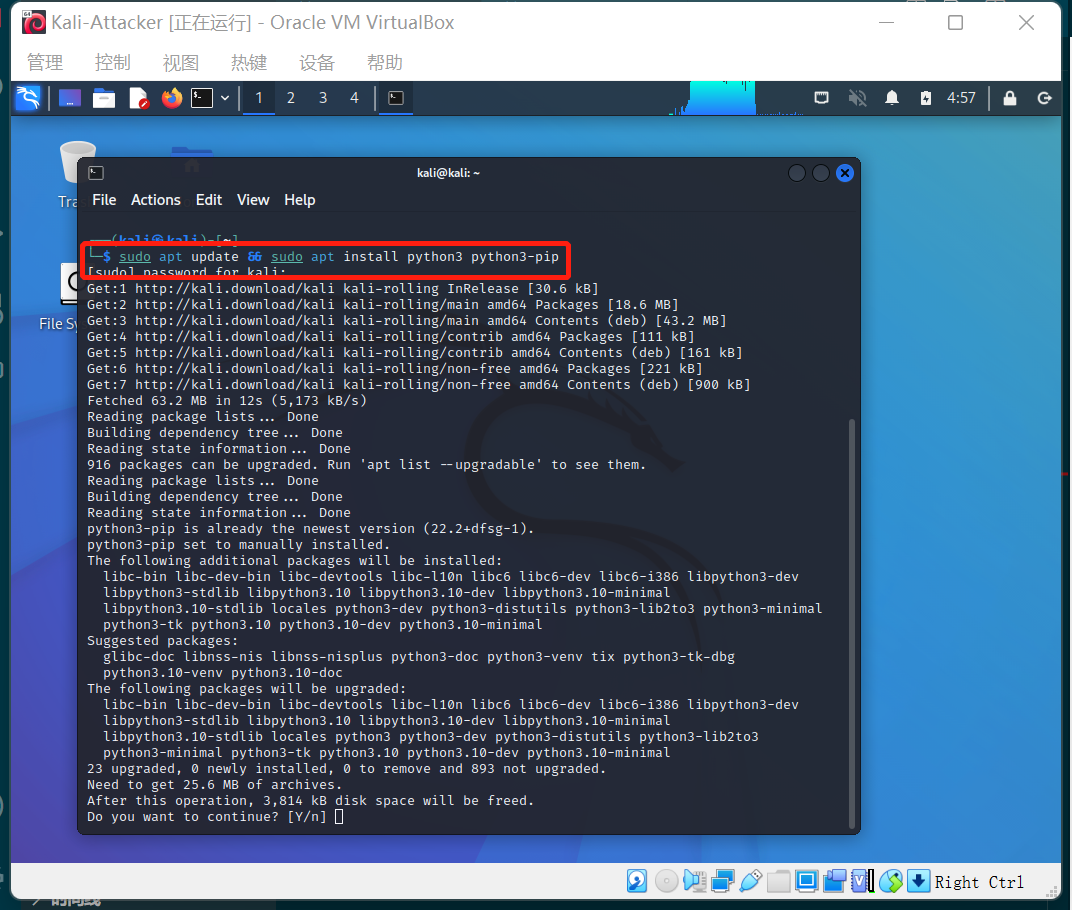 Kali-Attacker [正在运行] - Oracle VM VirtualBox
管理 控制 视图 热键 设备 帮助
1 2 3 4 4:57
kali@kali: ~
File Actions Edit View Help
(kali㉿kali)-[~]
└─$ sudo apt update && sudo apt install python3 python3-pip
[sudo] password for kali:
Get:1 http://kali.download/kali kali-rolling InRelease [30.6 kB]
Get:2 http://kali.download/kali kali-rolling/main amd64 Packages [18.6 MB]
Get:3 http://kali.download/kali kali-rolling/main amd64 Contents (deb) [43.2 MB]
Get:4 http://kali.download/kali kali-rolling/contrib amd64 Packages [111 kB]
Get:5 http://kali.download/kali kali-rolling/contrib amd64 Contents (deb) [161 kB]
Get:6 http://kali.download/kali kali-rolling/non-free amd64 Packages [221 kB]
Get:7 http://kali.download/kali kali-rolling/non-free amd64 Contents (deb) [900 kB]
Fetched 63.2 MB in 12s (5,173 kB/s)
Reading package lists... Done
Building dependency tree... Done
Reading state information... Done
916 packages can be upgraded. Run 'apt list --upgradable' to see them.
Reading package lists... Done
Building dependency tree... Done
Reading state information... Done
python3-pip is already the newest version (22.2+dfsg-1).
python3-pip set to manually installed.
The following additional packages will be installed:
libc-bin libc-dev-bin libc-devtools libc-l10n libc6 libc6-dev libc6-i386 libpython3-dev
libpython3-stdlib libpython3.10 libpython3.10-dev libpython3.10-minimal
libpython3.10-stdlib locales python3-dev python3-distutils python3-lib2to3 python3-minimal
python3-tk python3.10 python3.10-dev python3.10-minimal
Suggested packages:
glibc-doc libnss-nis libnss-nisplus python3-doc python3-venv tix python3-tk-dbg
python3.10-venv python3.10-doc
The following packages will be upgraded:
libc-bin libc-dev-bin libc-devtools libc-l10n libc6 libc6-dev libc6-i386 libpython3-dev
libpython3-stdlib libpython3.10 libpython3.10-dev libpython3.10-minimal
libpython3.10-stdlib locales python3 python3-dev python3-distutils python3-lib2to3
python3-minimal python3-tk python3.10 python3.10-dev python3.10-minimal
23 upgraded, 0 newly installed, 0 to remove and 893 not upgraded.
Need to get 25.6 MB of archives.
After this operation, 3,814 kB disk space will be freed.
Do you want to continue? [Y/n]
Tra
File Sy
Right Ctrl